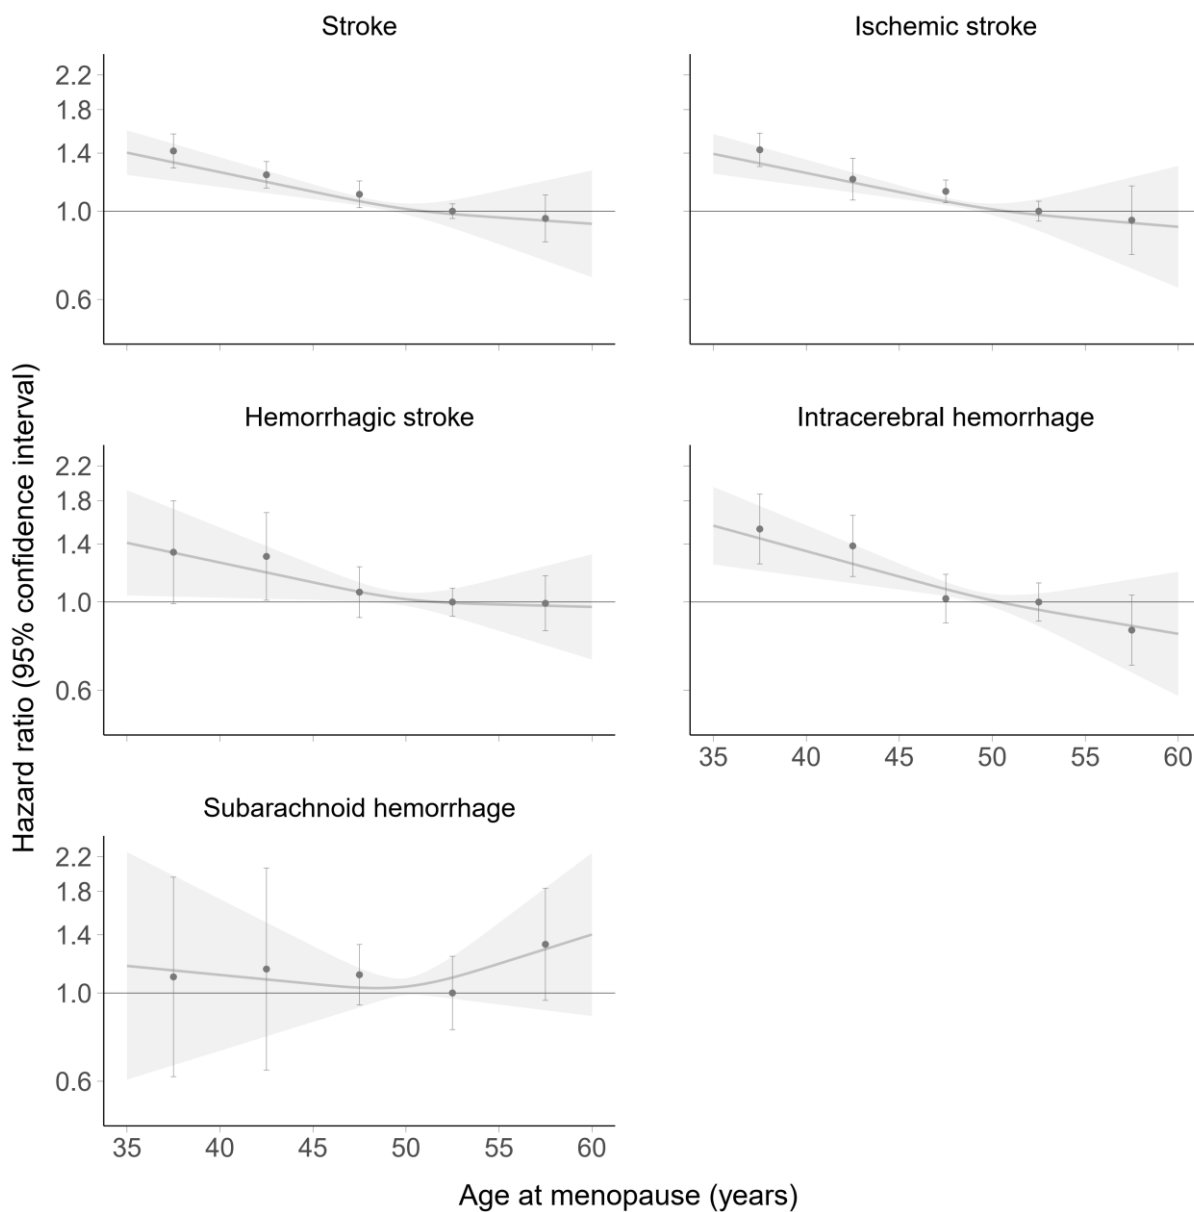 Stroke
Ischemic stroke
2.2
1.8
1.4
1.0
0.6
Hemorrhagic stroke
Intracerebral hemorrhage
2.2
1.8
1.4
1.0
0.6
35 40 45 50 55 60
Subarachnoid hemorrhage
2.2
1.8
1.4
1.0
0.6
35 40 45 50 55 60
Hazard ratio (95% confidence interval)
Age at menopause (years)